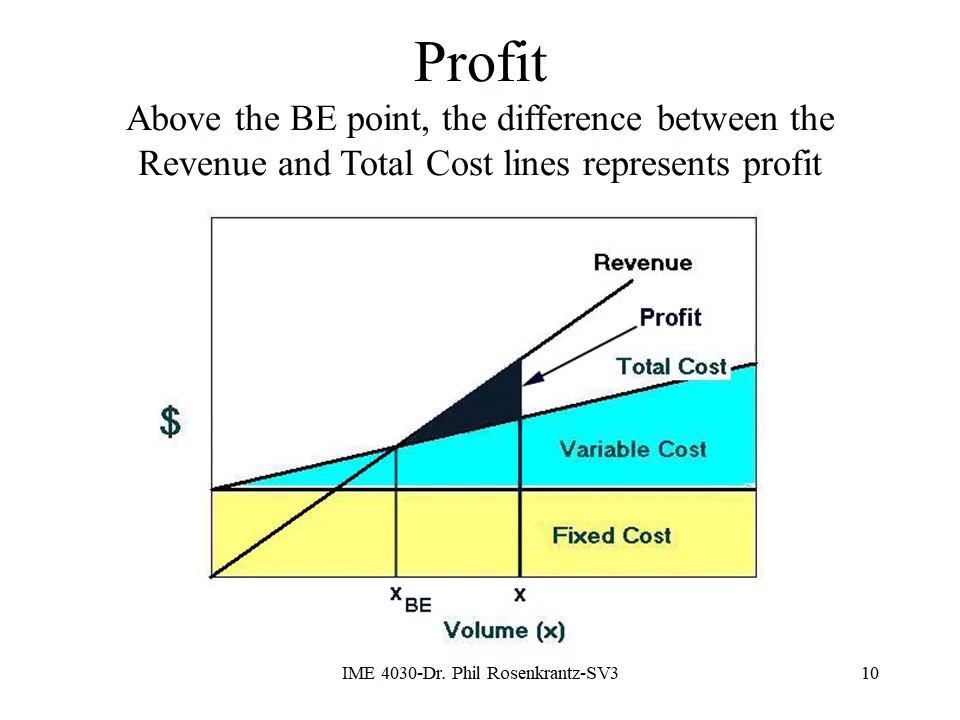 Profit
Above the BE point, the difference between the
Revenue and Total Cost lines represents profit
Revenue
Profit
Total Cost
$
Variable Cost
Fixed Cost
x BE
x
Volume (x)
IME 4030-Dr. Phil Rosenkrantz-SV3
10